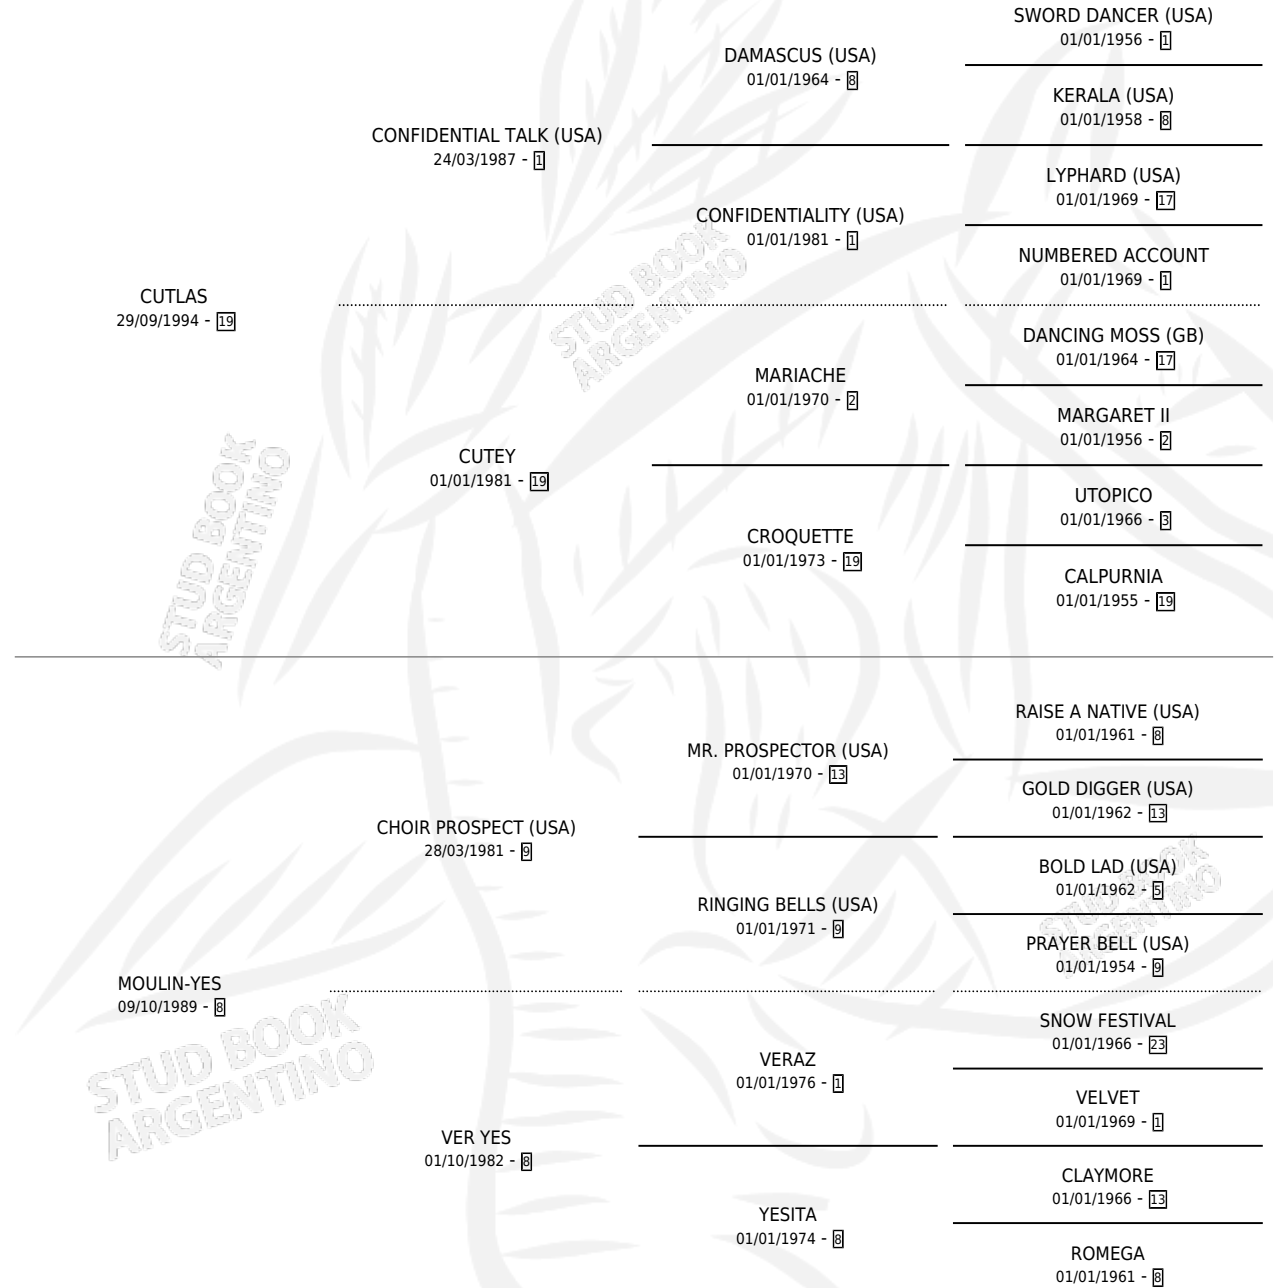 SWORD DANCER (USA)
01/01/1956 - 1
DAMASCUS (USA)
01/01/1964 - 8
KERALA (USA)
01/01/1958 - 8
CONFIDENTIAL TALK (USA)
24/03/1987 - 1
LYPHARD (USA)
01/01/1969 - 17
CONFIDENTIALITY (USA)
01/01/1981 - 1
NUMBERED ACCOUNT
01/01/1969 - 1
CUTLAS
29/09/1994 - 19
DANCING MOSS (GB)
01/01/1964 - 17
MARIACHE
01/01/1970 - 2
MARGARET II
01/01/1956 - 2
CUTEY
01/01/1981 - 19
UTOPICO
01/01/1966 - 3
CROQUETTE
01/01/1973 - 19
CALPURNIA
01/01/1955 - 19
RAISE A NATIVE (USA)
01/01/1961 - 8
MR. PROSPECTOR (USA)
01/01/1970 - 13
GOLD DIGGER (USA)
01/01/1962 - 13
CHOIR PROSPECT (USA)
28/03/1981 - 9
BOLD LAD (USA)
01/01/1962 - 5
RINGING BELLS (USA)
01/01/1971 - 9
PRAYER BELL (USA)
01/01/1954 - 9
MOULIN-YES
09/10/1989 - 8
SNOW FESTIVAL
01/01/1966 - 23
VERAZ
01/01/1976 - 1
VELVET
01/01/1969 - 1
VER YES
01/10/1982 - 8
CLAYMORE
01/01/1966 - 13
YESITA
01/01/1974 - 8
ROMEGA
01/01/1961 - 8
STUD BOOK
ARGENTINO
STUD BOOK
ARGENTINO
STUD BOOK
ARGENTINO
STUD BOOK
ARGENTINO